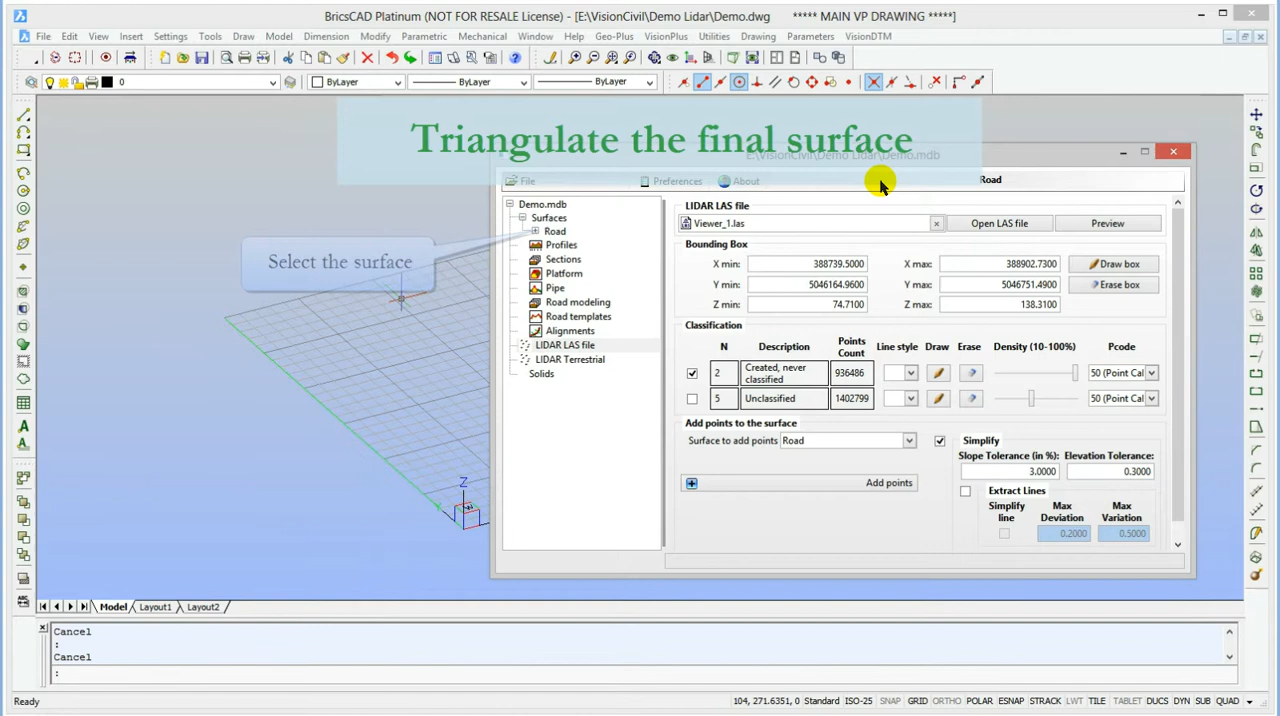 BricsCAD Platinum (NOT FOR RESALE License) - [E:\VisionCivil\Demo Lidar\Demo.dwg ***** MAIN VP DRAWING *****]
File Edit View Insert Settings Tools Draw Model Dimension Modify Parametric Mechanical Window Help Geo-Plus VisionPlus Utilities Drawing Parameters VisionDTM
0 ByLayer ByLayer ByLayer
Triangulate the final surface
E:\VisionCivil\Demo Lidar\Demo.mdb
File Preferences About Road
Select the surface
Demo.mdb
Surfaces
Road
Profiles
Sections
Platform
Pipe
Road modeling
Road templates
Alignments
LIDAR LAS file
LIDAR Terrestrial
Solids
LIDAR LAS file
Viewer_1.las Open LAS file Preview
Bounding Box
X min: 388739.5000 X max: 388902.7300 Draw box
Y min: 5046164.9600 Y max: 5046751.4900 Erase box
Z min: 74.7100 Z max: 138.3100
Classification
N Description Points Count Line style Draw Erase Density (10-100%) Pcode
2 Created, never classified 936486 50 (Point Cal
5 Unclassified 1402799 50 (Point Cal
Add points to the surface
Surface to add points Road Simplify
Slope Tolerance (in %): Elevation Tolerance:
3.0000 0.3000
Add points
Extract Lines
Simplify line Max Deviation Max Variation
0.2000 0.5000
Z
W
Y
Model Layout1 Layout2
Cancel
:
Cancel
:
Ready 104, 271.6351, 0 Standard ISO-25 SNAP GRID ORTHO POLAR ESNAP STRACK LWT TILE TABLET DUCS DYN SUB QUAD